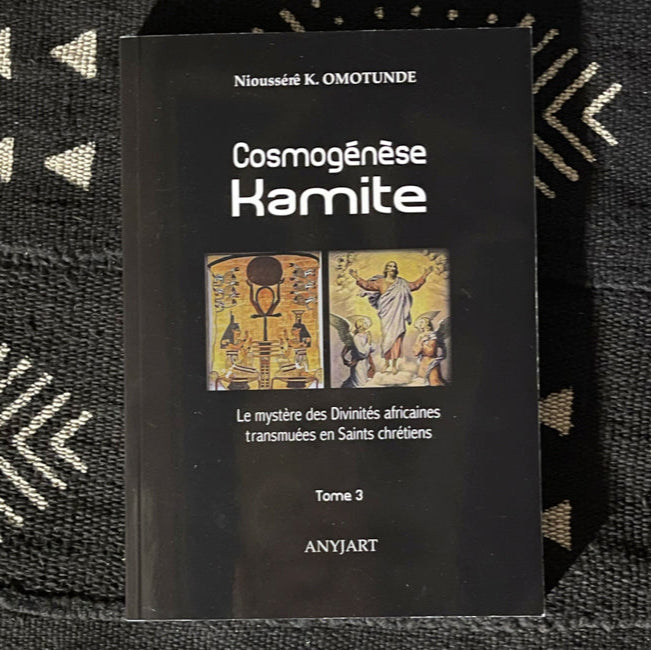 Nioussérê K. OMOTUNDE
Cosmogénèse
Kamite
Le mystère des Divinités africaines
transmuées en Saints chrétiens
Tome 3
ANYJART